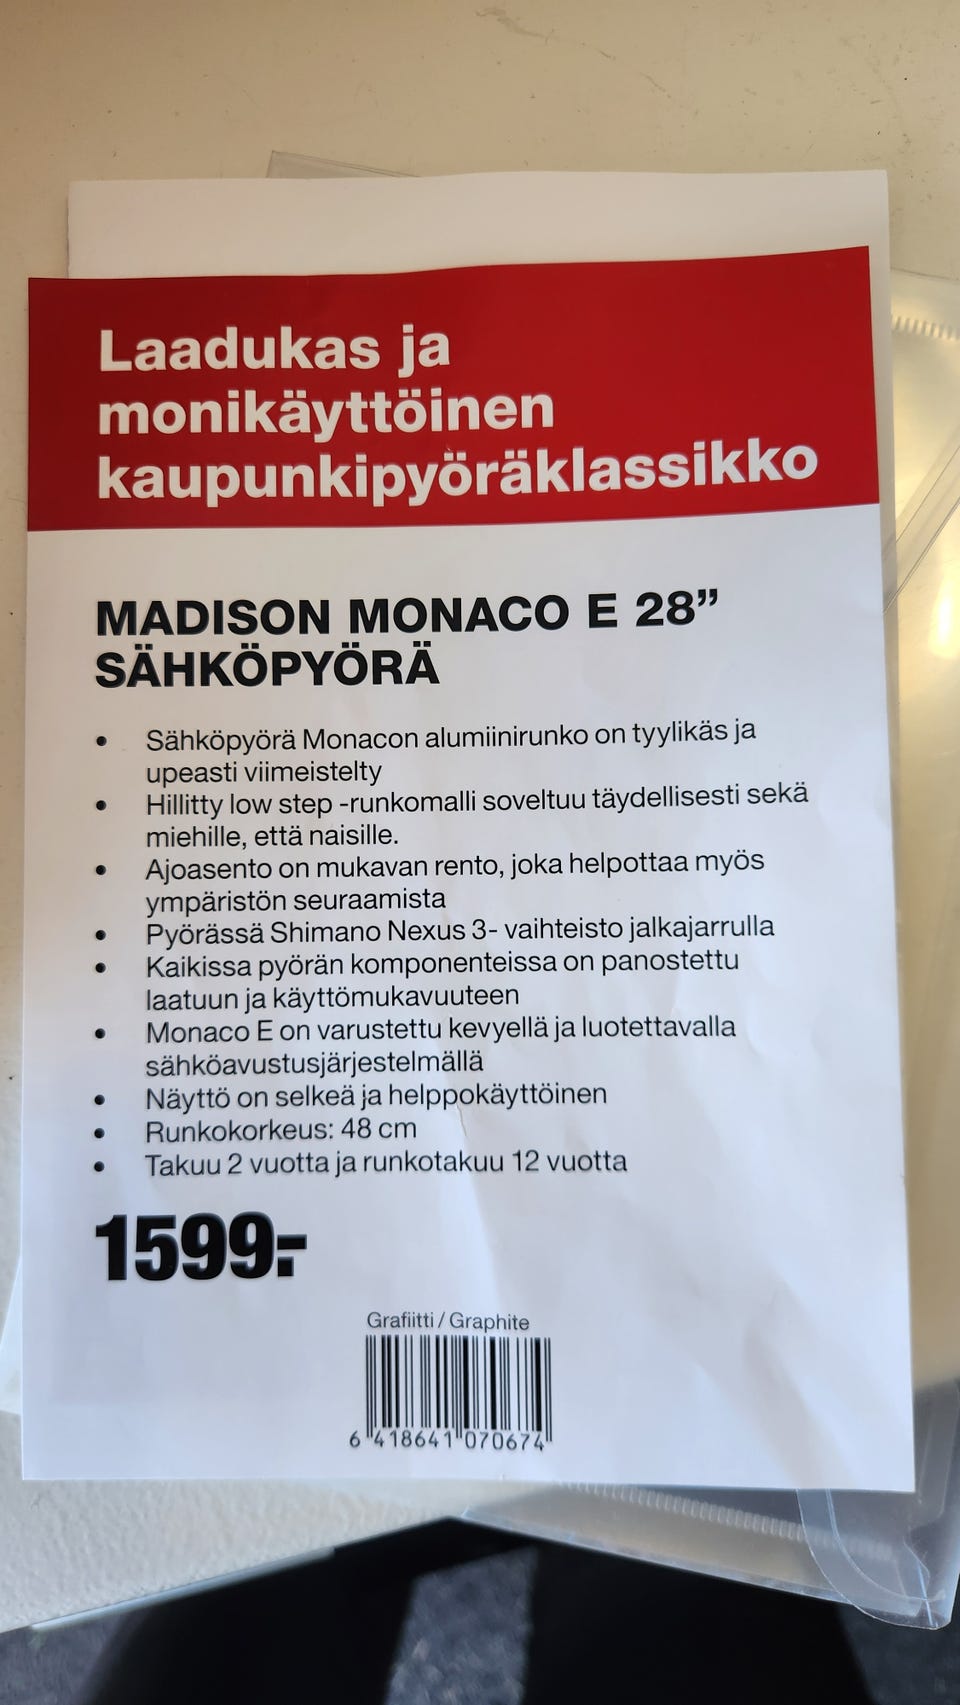 Laadukas ja
monikäyttöinen
kaupunkipyöräklassikko
MADISON MONACO E 28”
SÄHKÖPYÖRÄ
• Sähköpyörä Monacon alumiinirunko on tyylikäs ja
upeasti viimeistelty
• Hillitty low step -runkomalli soveltuu täydellisesti sekä
miehille, että naisille.
• Ajoasento on mukavan rento, joka helpottaa myös
ympäristön seuraamista
• Pyörässä Shimano Nexus 3- vaihteisto jalkajarrulla
• Kaikissa pyörän komponenteissa on panostettu
laatuun ja käyttömukavuuteen
• Monaco E on varustettu kevyellä ja luotettavalla
sähköavustusjärjestelmällä
• Näyttö on selkeä ja helppokäyttöinen
• Runkokorkeus: 48 cm
• Takuu 2 vuotta ja runkotakuu 12 vuotta
1599:-
Grafiitti / Graphite
6 418641 070674